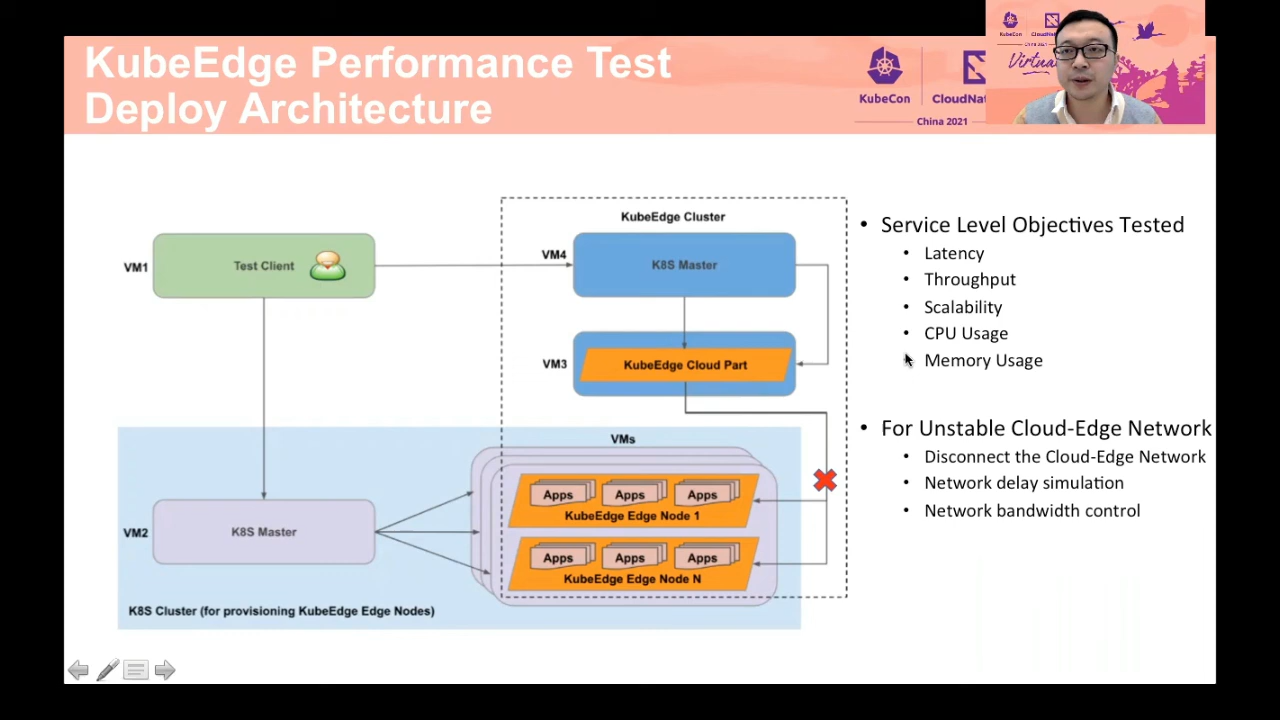 KubeEdge Performance Test
Deploy Architecture
KubeCon
CloudNat
China 2021
KubeCon
China 2021
KubeEdge Cluster
VM1
Test Client
VM4
K8S Master
VM3
KubeEdge Cloud Part
VMs
Apps
Apps
Apps
KubeEdge Edge Node 1
VM2
K8S Master
Apps
Apps
Apps
KubeEdge Edge Node N
K8S Cluster (for provisioning KubeEdge Edge Nodes)
• Service Level Objectives Tested
• Latency
• Throughput
• Scalability
• CPU Usage
• Memory Usage
• For Unstable Cloud-Edge Network
• Disconnect the Cloud-Edge Network
• Network delay simulation
• Network bandwidth control